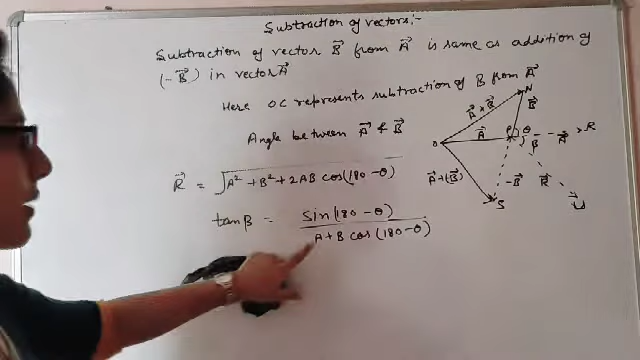 Subtraction of vectors:-
Subtraction of vector B⃗ from A⃗ is same as addition of
(-B⃗) in vector A⃗
Here OC represents subtraction of B from A⃗
Angle between A⃗ & B⃗
R⃗ = √A² + B² + 2AB cos(180 - θ)
tanβ = sin(180 - θ)
A + B cos (180 - θ)
N
A⃗ + B⃗
B⃗
O
A⃗
P
θ
β
A⃗
R
A⃗ + (-B⃗)
-B⃗
R⃗
S